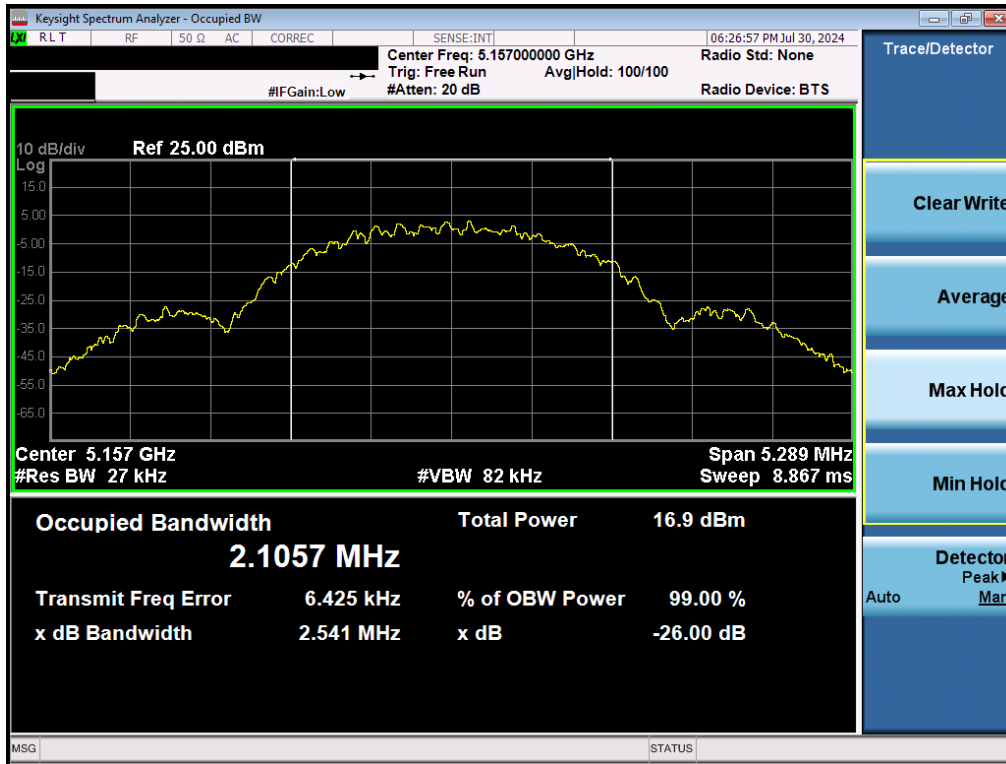 Keysight Spectrum Analyzer - Occupied BW
LXI RLT RF 50 Ω AC CORREC SENSE:INT 06:26:57 PM Jul 30, 2024
Center Freq: 5.157000000 GHz Radio Std: None
Trig: Free Run Avg|Hold: 100/100
#IFGain:Low #Atten: 20 dB Radio Device: BTS
10 dB/div Ref 25.00 dBm
Log
15.0
5.00
-5.00
-15.0
-25.0
-35.0
-45.0
-55.0
-65.0
Center 5.157 GHz Span 5.289 MHz
#Res BW 27 kHz #VBW 82 kHz Sweep 8.867 ms
Occupied Bandwidth Total Power 16.9 dBm
2.1057 MHz
Transmit Freq Error 6.425 kHz % of OBW Power 99.00 %
x dB Bandwidth 2.541 MHz x dB -26.00 dB
MSG STATUS
Trace/Detector
Clear Write
Average
Max Hold
Min Hold
Detector
Peak
Auto Man